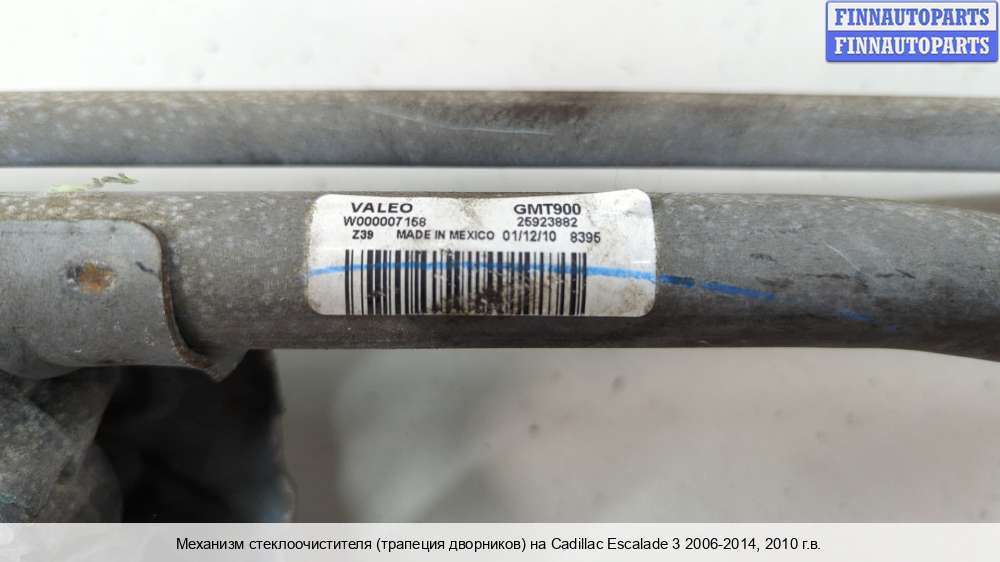 FINNAUTOPARTS
FINNAUTOPARTS
VALEO GMT900
W000007158 25923882
Z39 MADE IN MEXICO 01/12/10 8395
Механизм стеклоочистителя (трапеция дворников) на Cadillac Escalade 3 2006-2014, 2010 г.в.